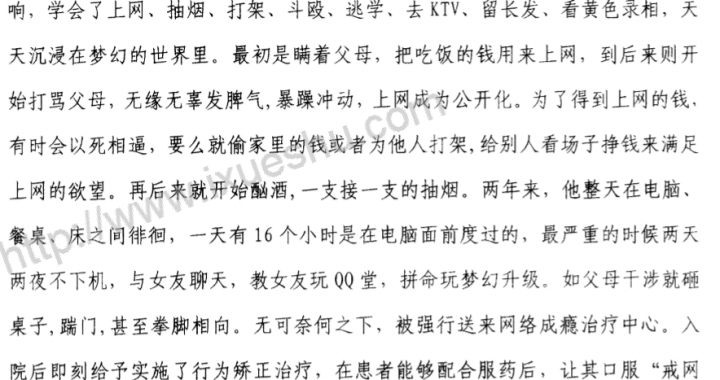 响，学会了上网、抽烟、打架、斗殴、逃学、去 KTV、留长发、看黄色录相，天
天沉浸在梦幻的世界里。最初是瞒着父母，把吃饭的钱用来上网，到后来则开
始打骂父母，无缘无辜发脾气,暴躁冲动，上网成为公开化。为了得到上网的钱，
有时会以死相逼，要么就偷家里的钱或者为他人打架,给别人看场子挣钱来满足
上网的欲望。再后来就开始酗酒,一支接一支的抽烟。两年来，他整天在电脑、
餐桌、床之间徘徊，一天有 16 个小时是在电脑面前度过的，最严重的时候两天
两夜不下机，与女友聊天，教女友玩 QQ 堂，拼命玩梦幻升级。如父母干涉就砸
桌子,踹门,甚至拳脚相向。无可奈何之下，被强行送来网络成瘾治疗中心。入
院后即刻给予实施了行为矫正治疗，在患者能够配合服药后，让其口服“戒网
http://www.ixueshu.com